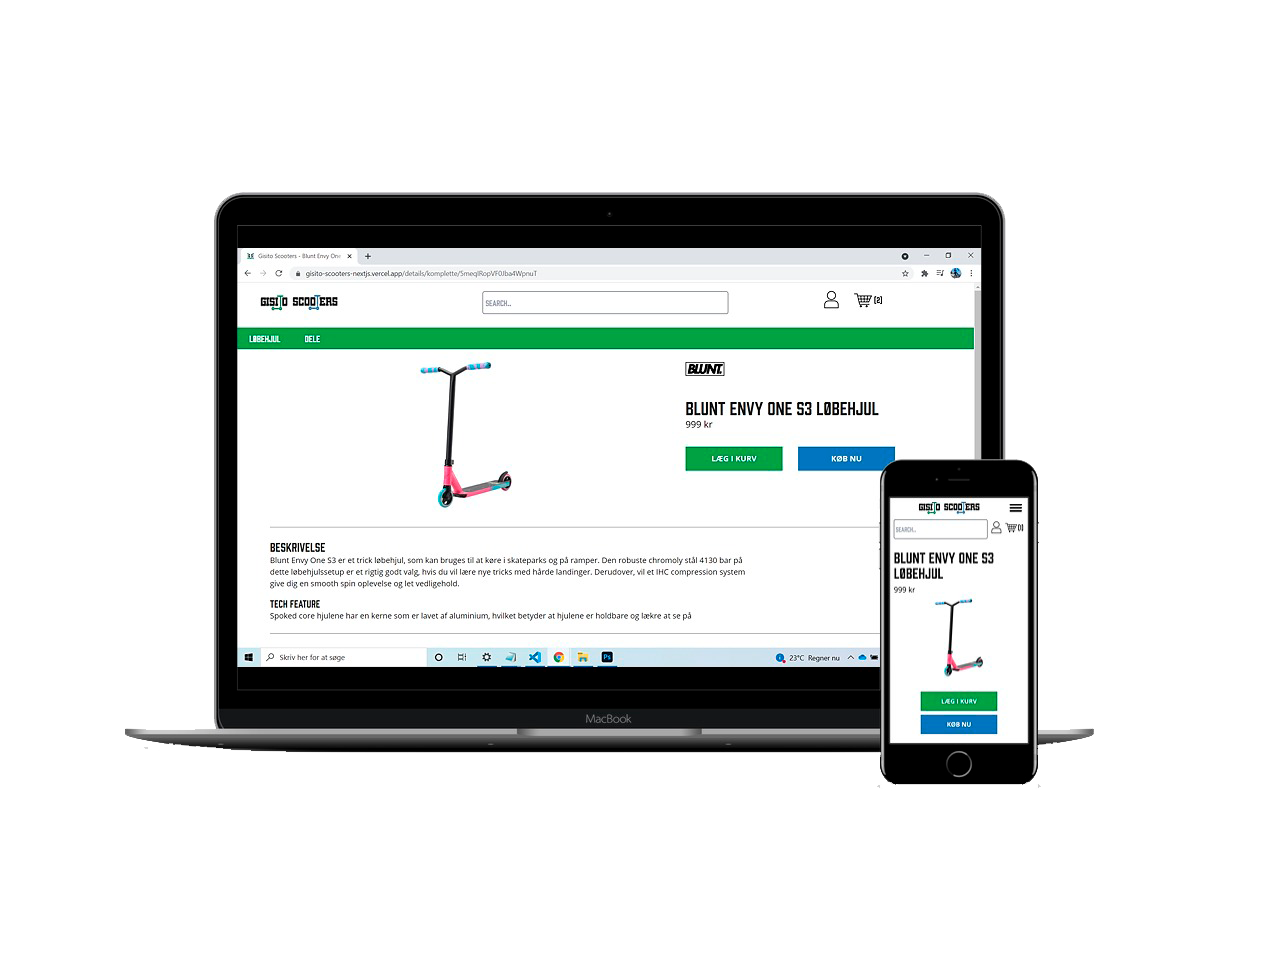 Gisito Scooters - Blunt Envy One
gisito-scooters-nextjs.vercel.app/details/komplette/5meqlRopVF0Jba4WpnuT
GISITO SCOOTERS
SEARCH..
[2]
LØBEHJUL
DELE
BLUNT.
BLUNT ENVY ONE S3 LØBEHJUL
999 kr
LÆG I KURV
KØB NU
BESKRIVELSE
Blunt Envy One S3 er et trick løbehjul, som kan bruges til at køre i skateparks og på ramper. Den robuste chromoly stål 4130 bar på
dette løbehjulssetup er et rigtig godt valg, hvis du vil lære nye tricks med hårde landinger. Derudover, vil et IHC compression system
give dig en smooth spin oplevelse og let vedligehold.
TECH FEATURE
Spoked core hjulene har en kerne som er lavet af aluminium, hvilket betyder at hjulene er holdbare og lækre at se på
Skriv her for at søge
Ps
23°C Regner nu
MacBook
GISITO SCOOTERS
SEARCH..
BLUNT ENVY ONE S3
LØBEHJUL
999 kr
LÆG I KURV
KØB NU